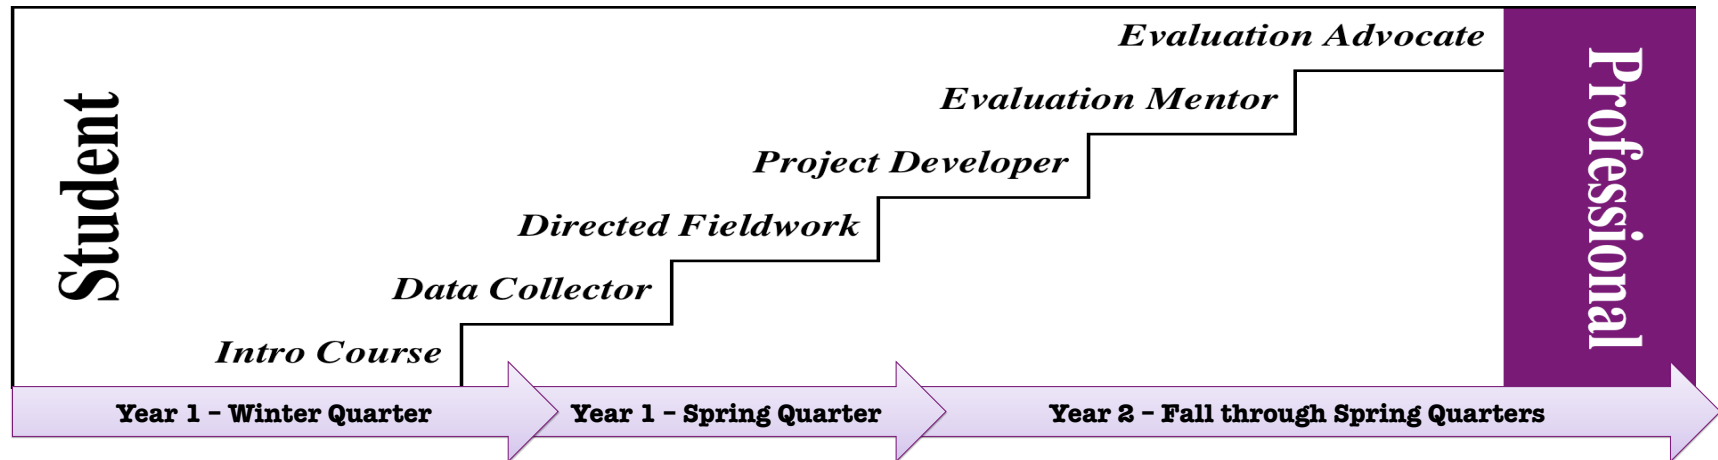 Student
Evaluation Advocate
Evaluation Mentor
Project Developer
Directed Fieldwork
Data Collector
Intro Course
Professional
Year 1 – Winter Quarter
Year 1 – Spring Quarter
Year 2 – Fall through Spring Quarters